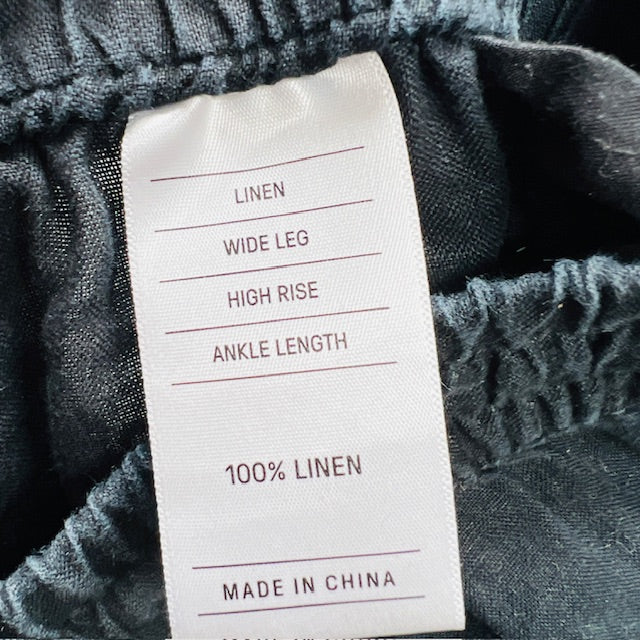 LINEN
WIDE LEG
HIGH RISE
ANKLE LENGTH
100% LINEN
MADE IN CHINA